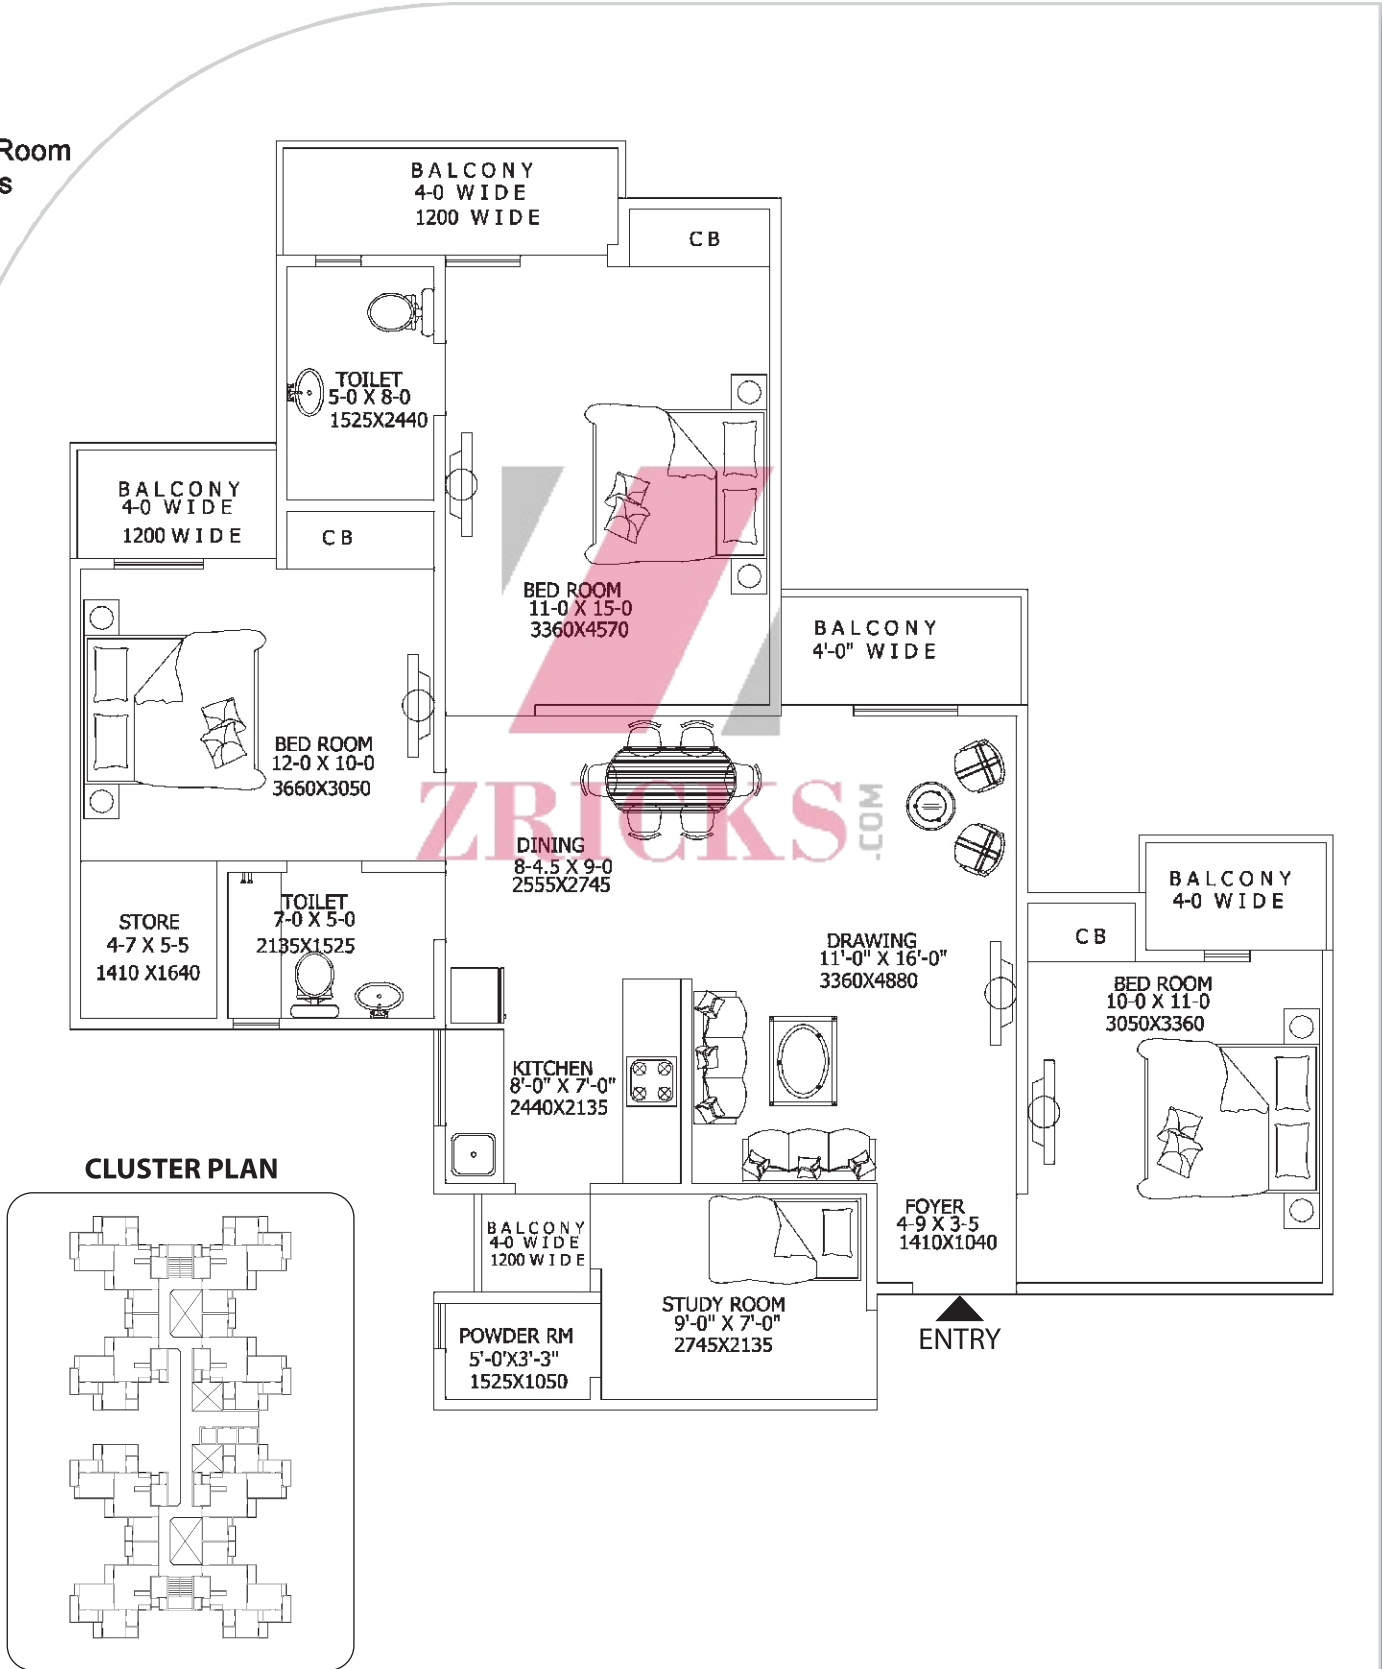 Room
s
BALCONY
4-0 WIDE
1200 WIDE
CB
TOILET
5-0 X 8-0
1525X2440
BALCONY
4-0 WIDE
1200 WIDE
CB
BED ROOM
11-0 X 15-0
3360X4570
BALCONY
4'-0" WIDE
BED ROOM
12-0 X 10-0
3660X3050
ZRICKS
.COM
DINING
8-4.5 X 9-0
2555X2745
BALCONY
4-0 WIDE
TOILET
7-0 X 5-0
2135X1525
STORE
4-7 X 5-5
1410 X1640
DRAWING
11'-0" X 16'-0"
3360X4880
CB
BED ROOM
10-0 X 11-0
3050X3360
KITCHEN
8'-0" X 7'-0"
2440X2135
CLUSTER PLAN
FOYER
4-9 X 3-5
1410X1040
BALCONY
4-0 WIDE
1200 WIDE
STUDY ROOM
9'-0" X 7'-0"
2745X2135
ENTRY
POWDER RM
5'-0'X3'-3"
1525X1050